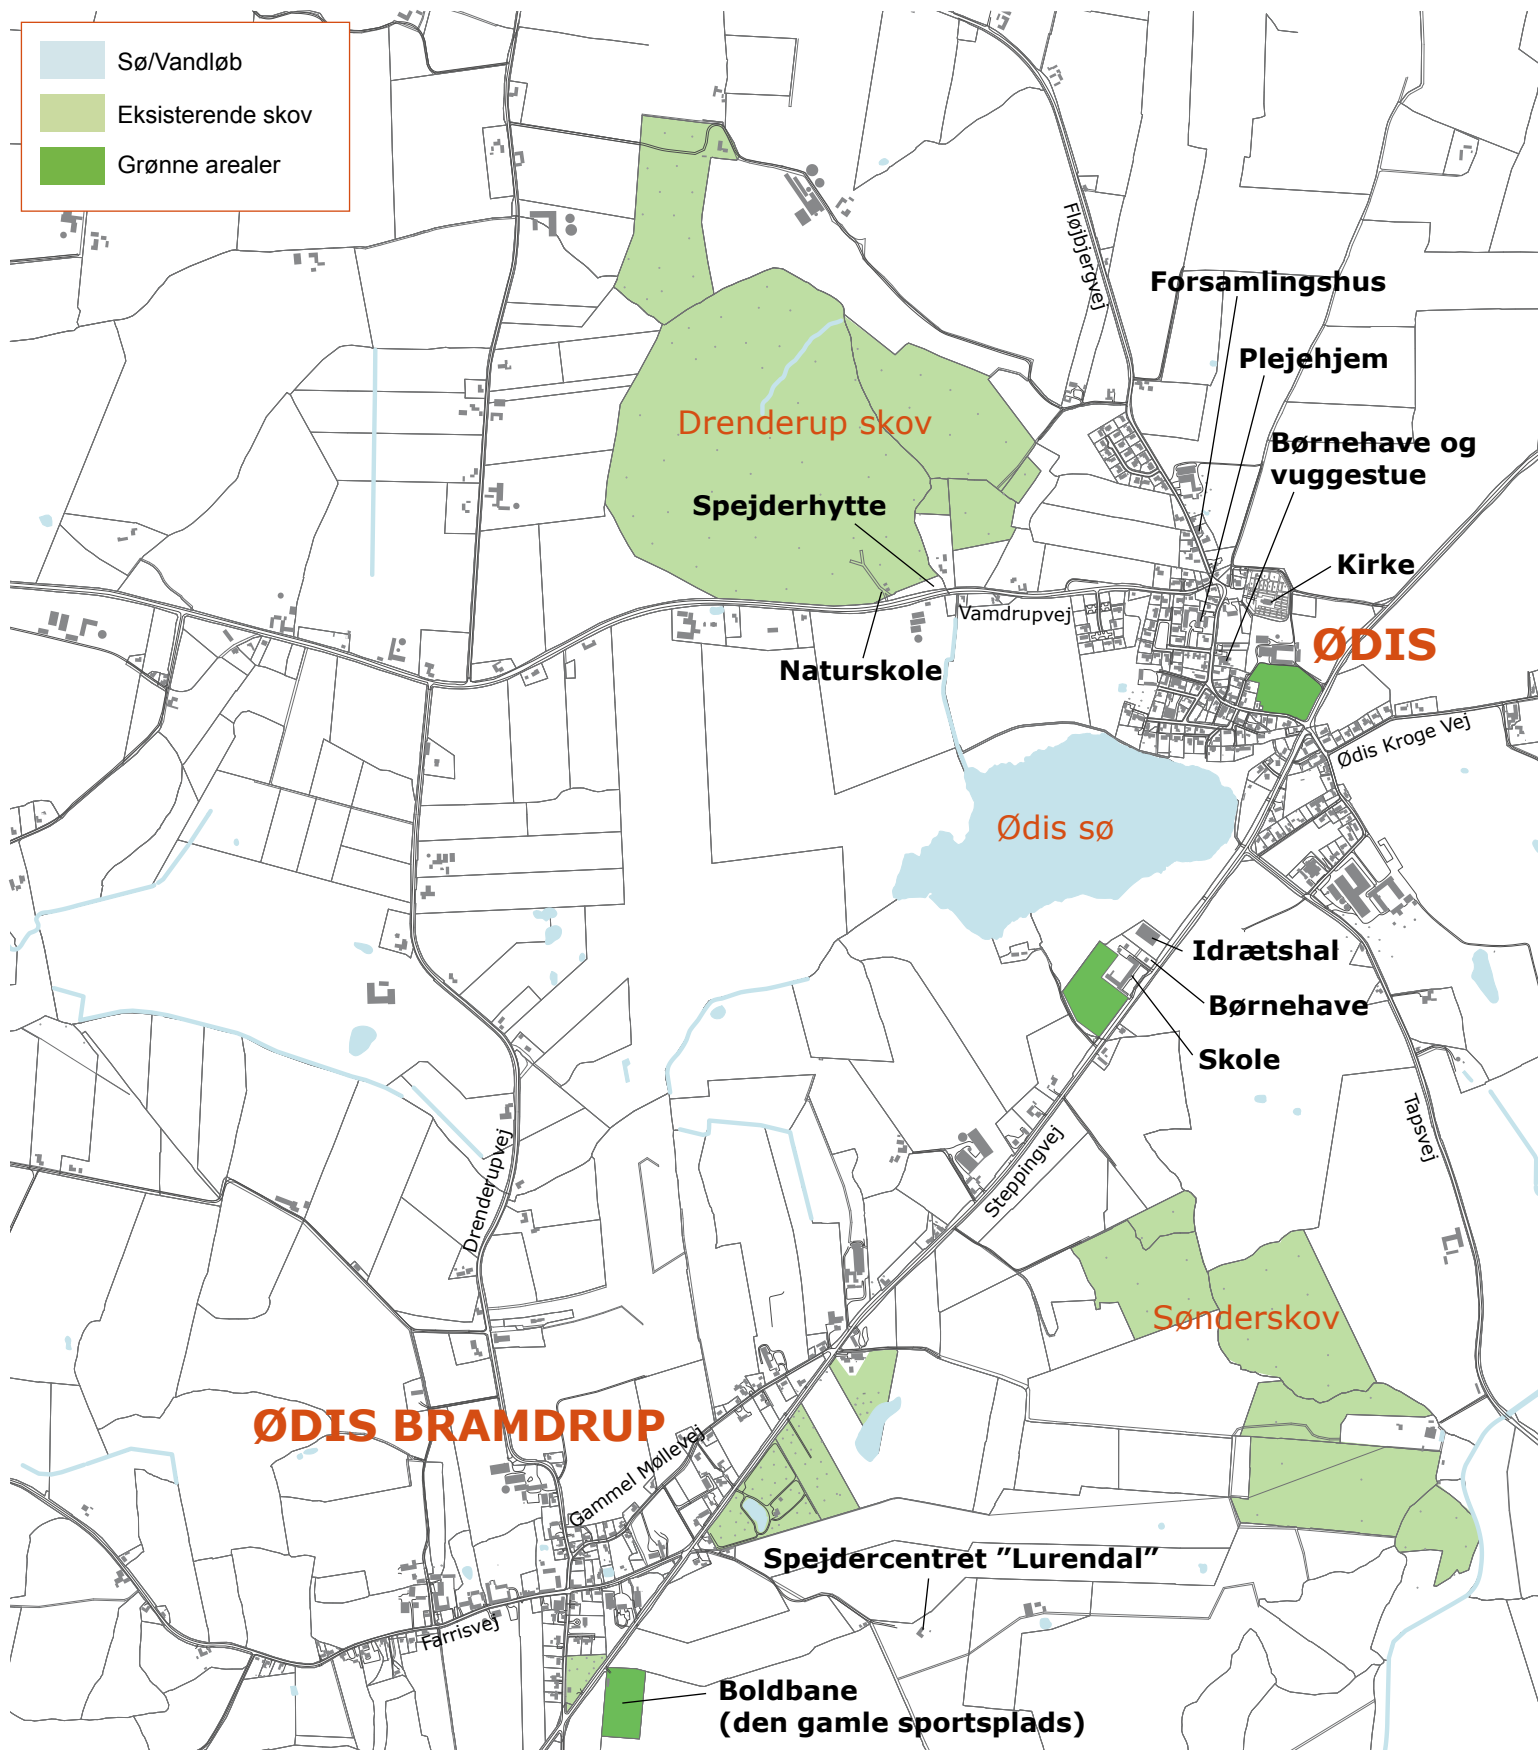 Sø/Vandløb
Eksisterende skov
Grønne arealer
Fløjbjergvej
Forsamlingshus
Plejehjem
Drenderup skov
Børnehave og
vuggestue
Spejderhytte
Kirke
Vamdrupvej
ØDIS
Naturskole
Ødis Kroge Vej
Ødis sø
Idrætshal
Børnehave
Skole
Tapsvej
Drenderupvej
Steppingvej
Sønderskov
ØDIS BRAMDRUP
Gammel Møllevej
Spejdercentret ”Lurendal”
Farrisvej
Boldbane
(den gamle sportsplads)